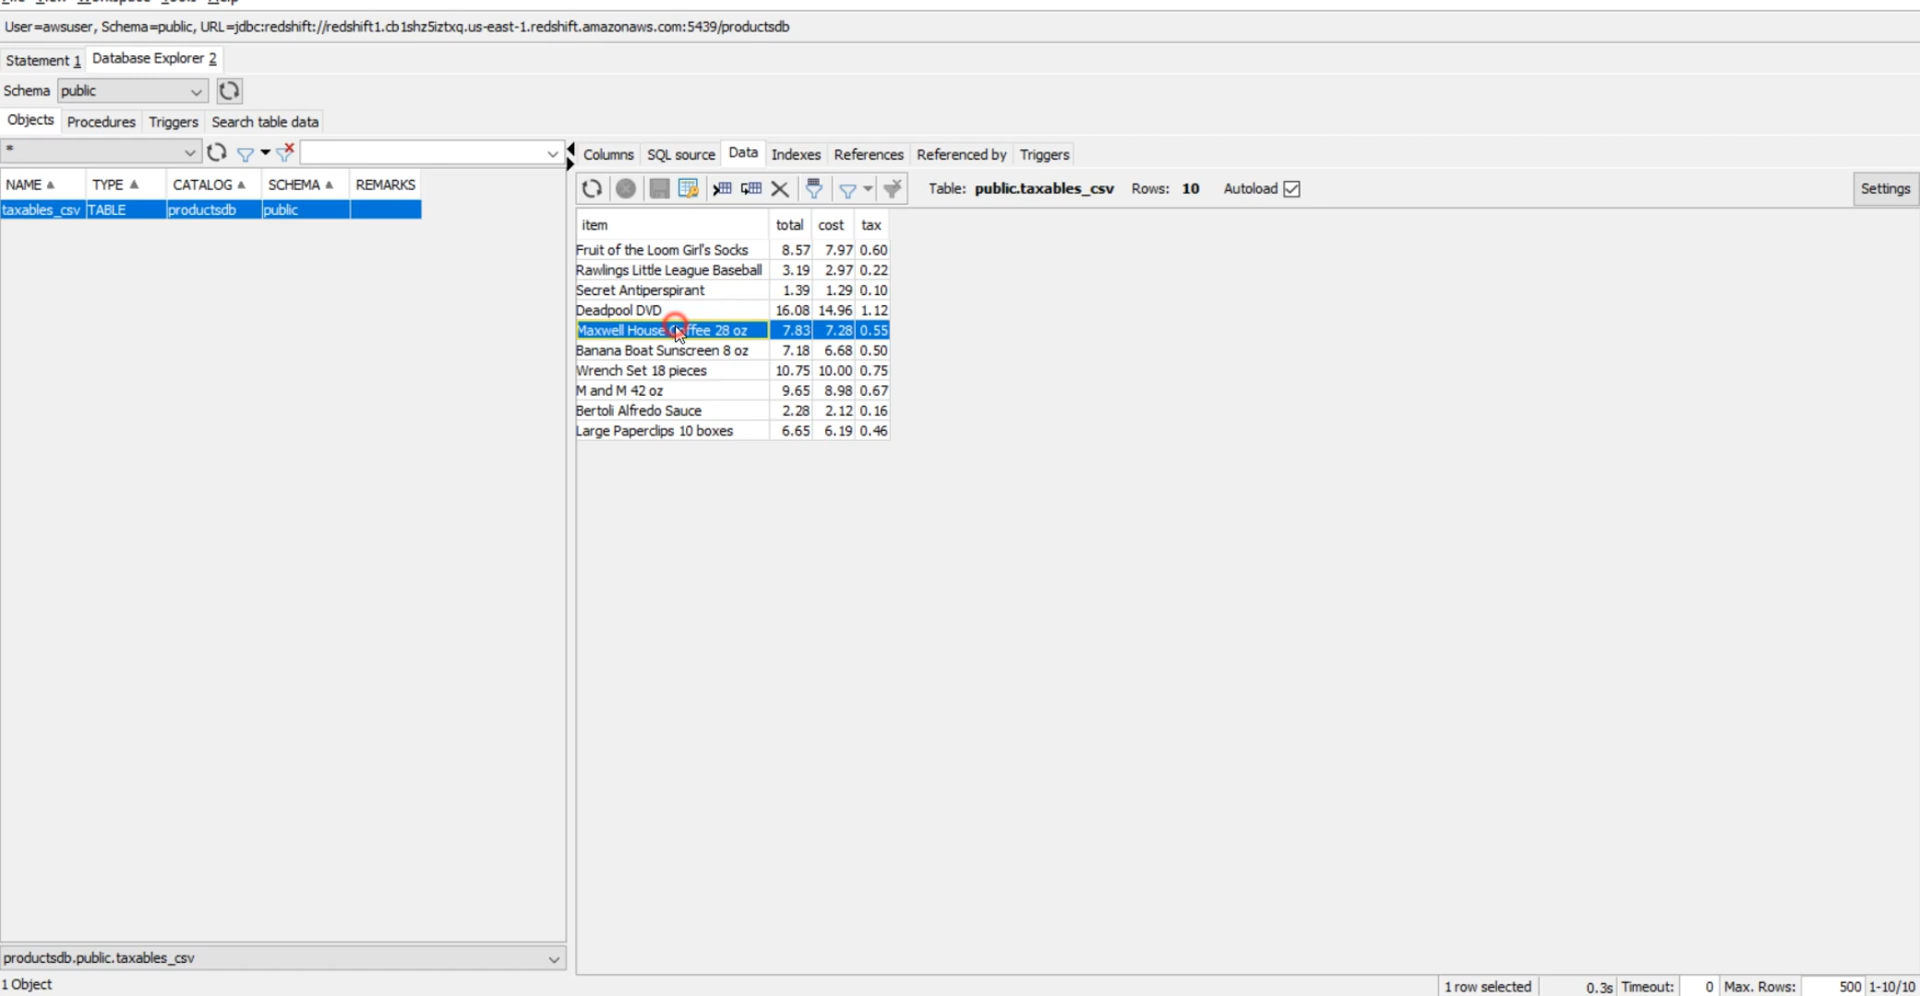 File View Workspace Tools Help
User=awsuser, Schema=public, URL=jdbc:redshift://redshift1.cb1shz5iztxq.us-east-1.redshift.amazonaws.com:5439/productsdb
Statement 1 Database Explorer 2
Schema public
Objects Procedures Triggers Search table data
*
Columns SQL source Data Indexes References Referenced by Triggers
NAME TYPE CATALOG SCHEMA REMARKS
taxables_csv TABLE productsdb public
Table: public.taxables_csv Rows: 10 Autoload Settings
item total cost tax
Fruit of the Loom Girl's Socks 8.57 7.97 0.60
Rawlings Little League Baseball 3.19 2.97 0.22
Secret Antiperspirant 1.39 1.29 0.10
Deadpool DVD 16.08 14.96 1.12
Maxwell House Coffee 28 oz 7.83 7.28 0.55
Banana Boat Sunscreen 8 oz 7.18 6.68 0.50
Wrench Set 18 pieces 10.75 10.00 0.75
M and M 42 oz 9.65 8.98 0.67
Bertoli Alfredo Sauce 2.28 2.12 0.16
Large Paperclips 10 boxes 6.65 6.19 0.46
productsdb.public.taxables_csv
1 Object
1 row selected 0.3s Timeout: 0 Max. Rows: 500 1-10/10